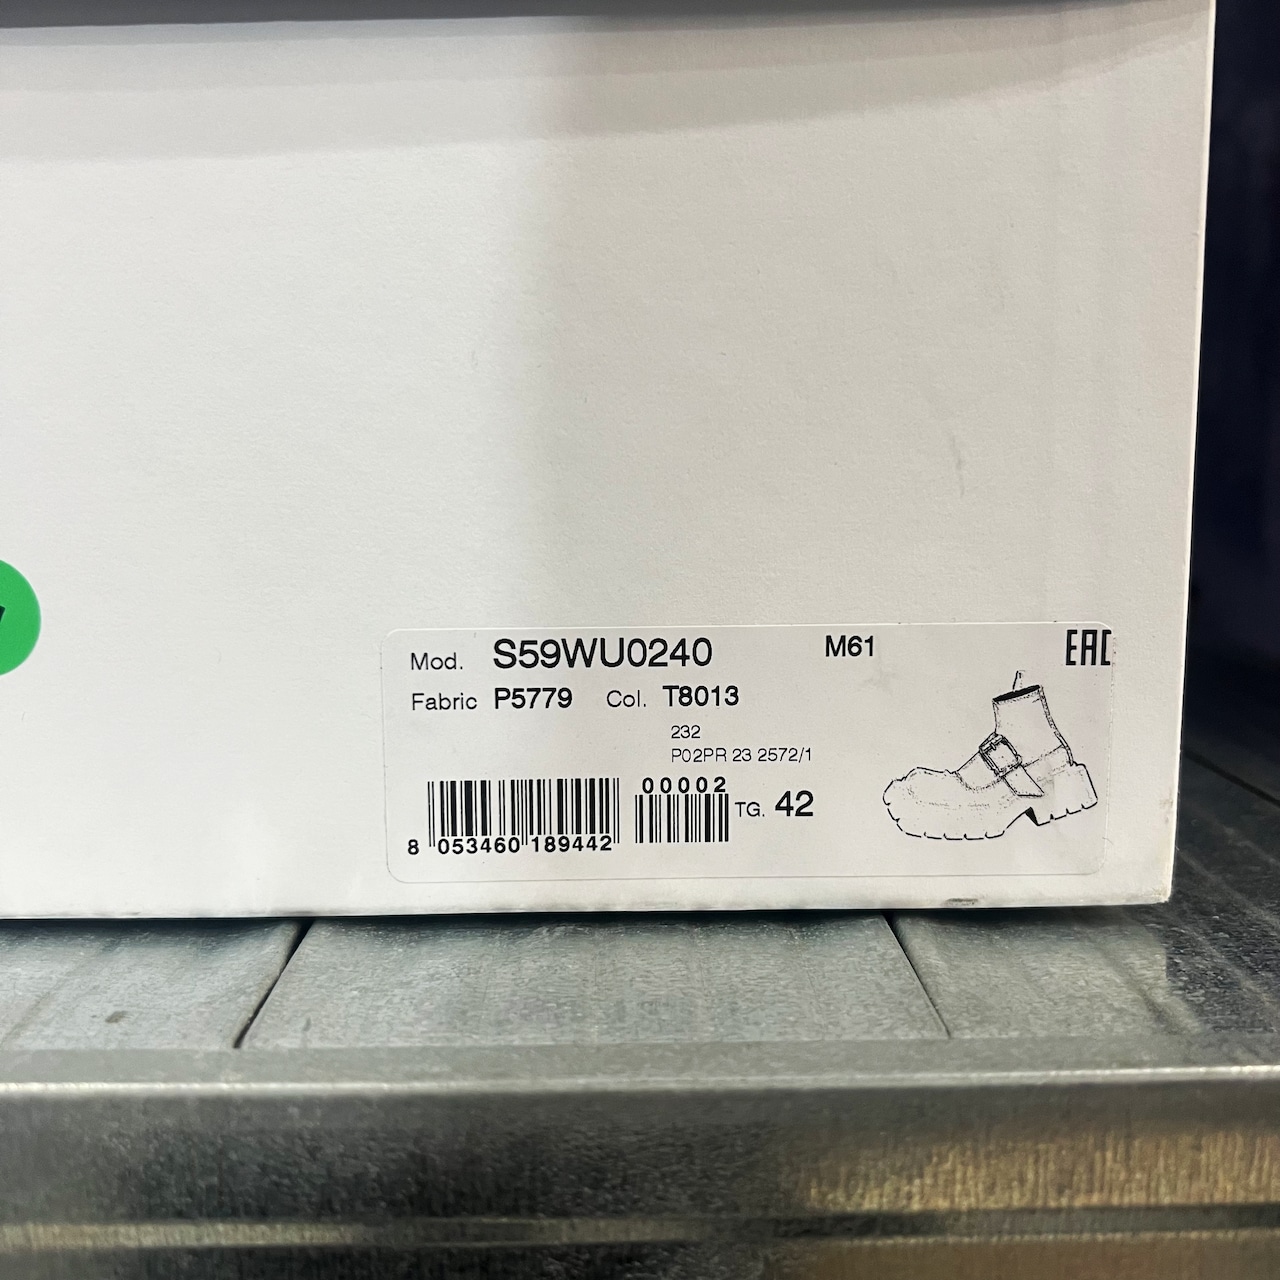 Mod. S59WU0240 M61 EAC
Fabric P5779 Col. T8013
232
P02PR 23 2572/1
00002
TG. 42
8 053460 189442